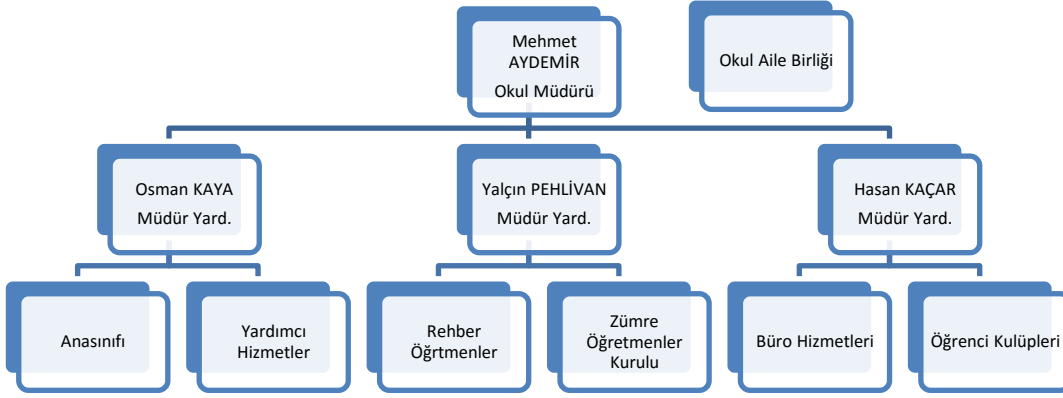 Mehmet
AYDEMİR
Okul Müdürü
Okul Aile Birliği
Osman KAYA
Müdür Yard.
Yalçın PEHLİVAN
Müdür Yard.
Hasan KAÇAR
Müdür Yard.
Anasınıfı
Yardımcı
Hizmetler
Rehber
Öğrtmenler
Zümre
Öğretmenler
Kurulu
Büro Hizmetleri
Öğrenci Kulüpleri